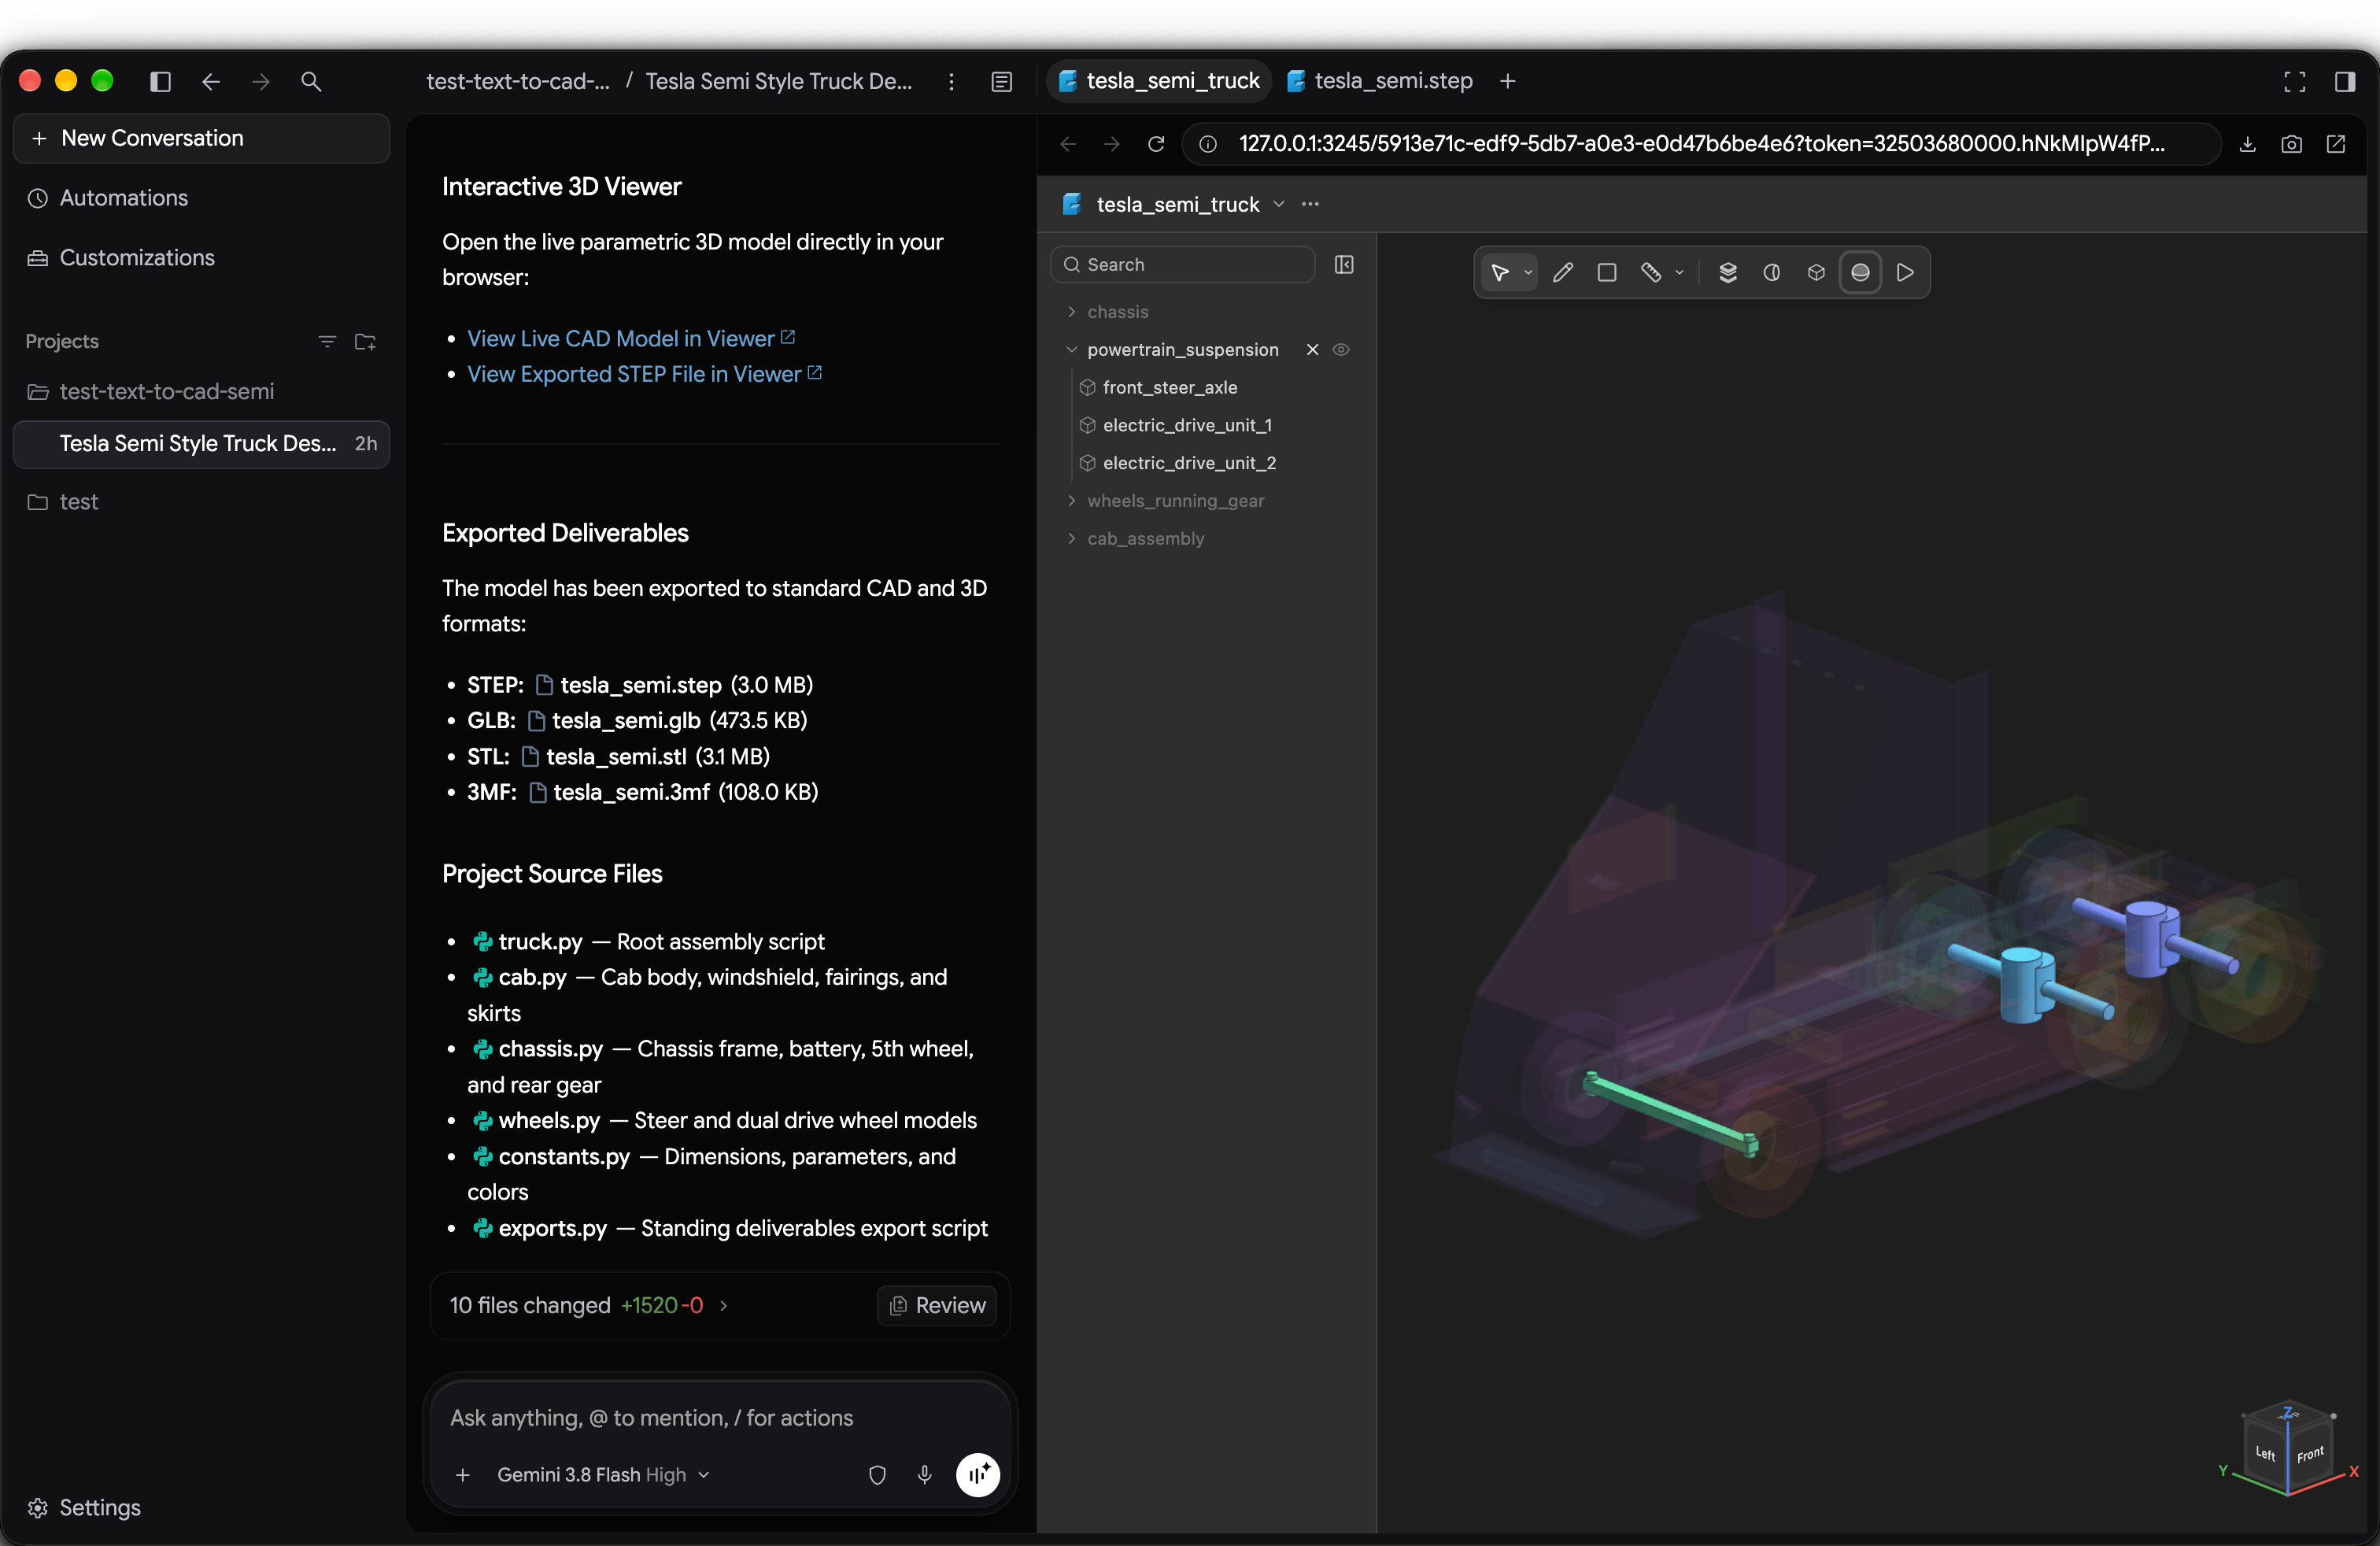 test-text-to-cad-... / Tesla Semi Style Truck De...
tesla_semi_truck
tesla_semi.step
New Conversation
Automations
Customizations
Projects
test-text-to-cad-semi
Tesla Semi Style Truck Des... 2h
test
Settings
Interactive 3D Viewer
Open the live parametric 3D model directly in your
browser:
• View Live CAD Model in Viewer
• View Exported STEP File in Viewer
Exported Deliverables
The model has been exported to standard CAD and 3D
formats:
• STEP: tesla_semi.step (3.0 MB)
• GLB: tesla_semi.glb (473.5 KB)
• STL: tesla_semi.stl (3.1 MB)
• 3MF: tesla_semi.3mf (108.0 KB)
Project Source Files
• truck.py — Root assembly script
• cab.py — Cab body, windshield, fairings, and
skirts
• chassis.py — Chassis frame, battery, 5th wheel,
and rear gear
• wheels.py — Steer and dual drive wheel models
• constants.py — Dimensions, parameters, and
colors
• exports.py — Standing deliverables export script
10 files changed +1520 -0
Review
Ask anything, @ to mention, / for actions
Gemini 3.8 Flash High
127.0.0.1:3245/5913e71c-edf9-5db7-a0e3-e0d47b6be4e6?token=32503680000.hNkMIpW4fP...
tesla_semi_truck
Search
chassis
powertrain_suspension
front_steer_axle
electric_drive_unit_1
electric_drive_unit_2
wheels_running_gear
cab_assembly
Z
Left
Front
Y
X